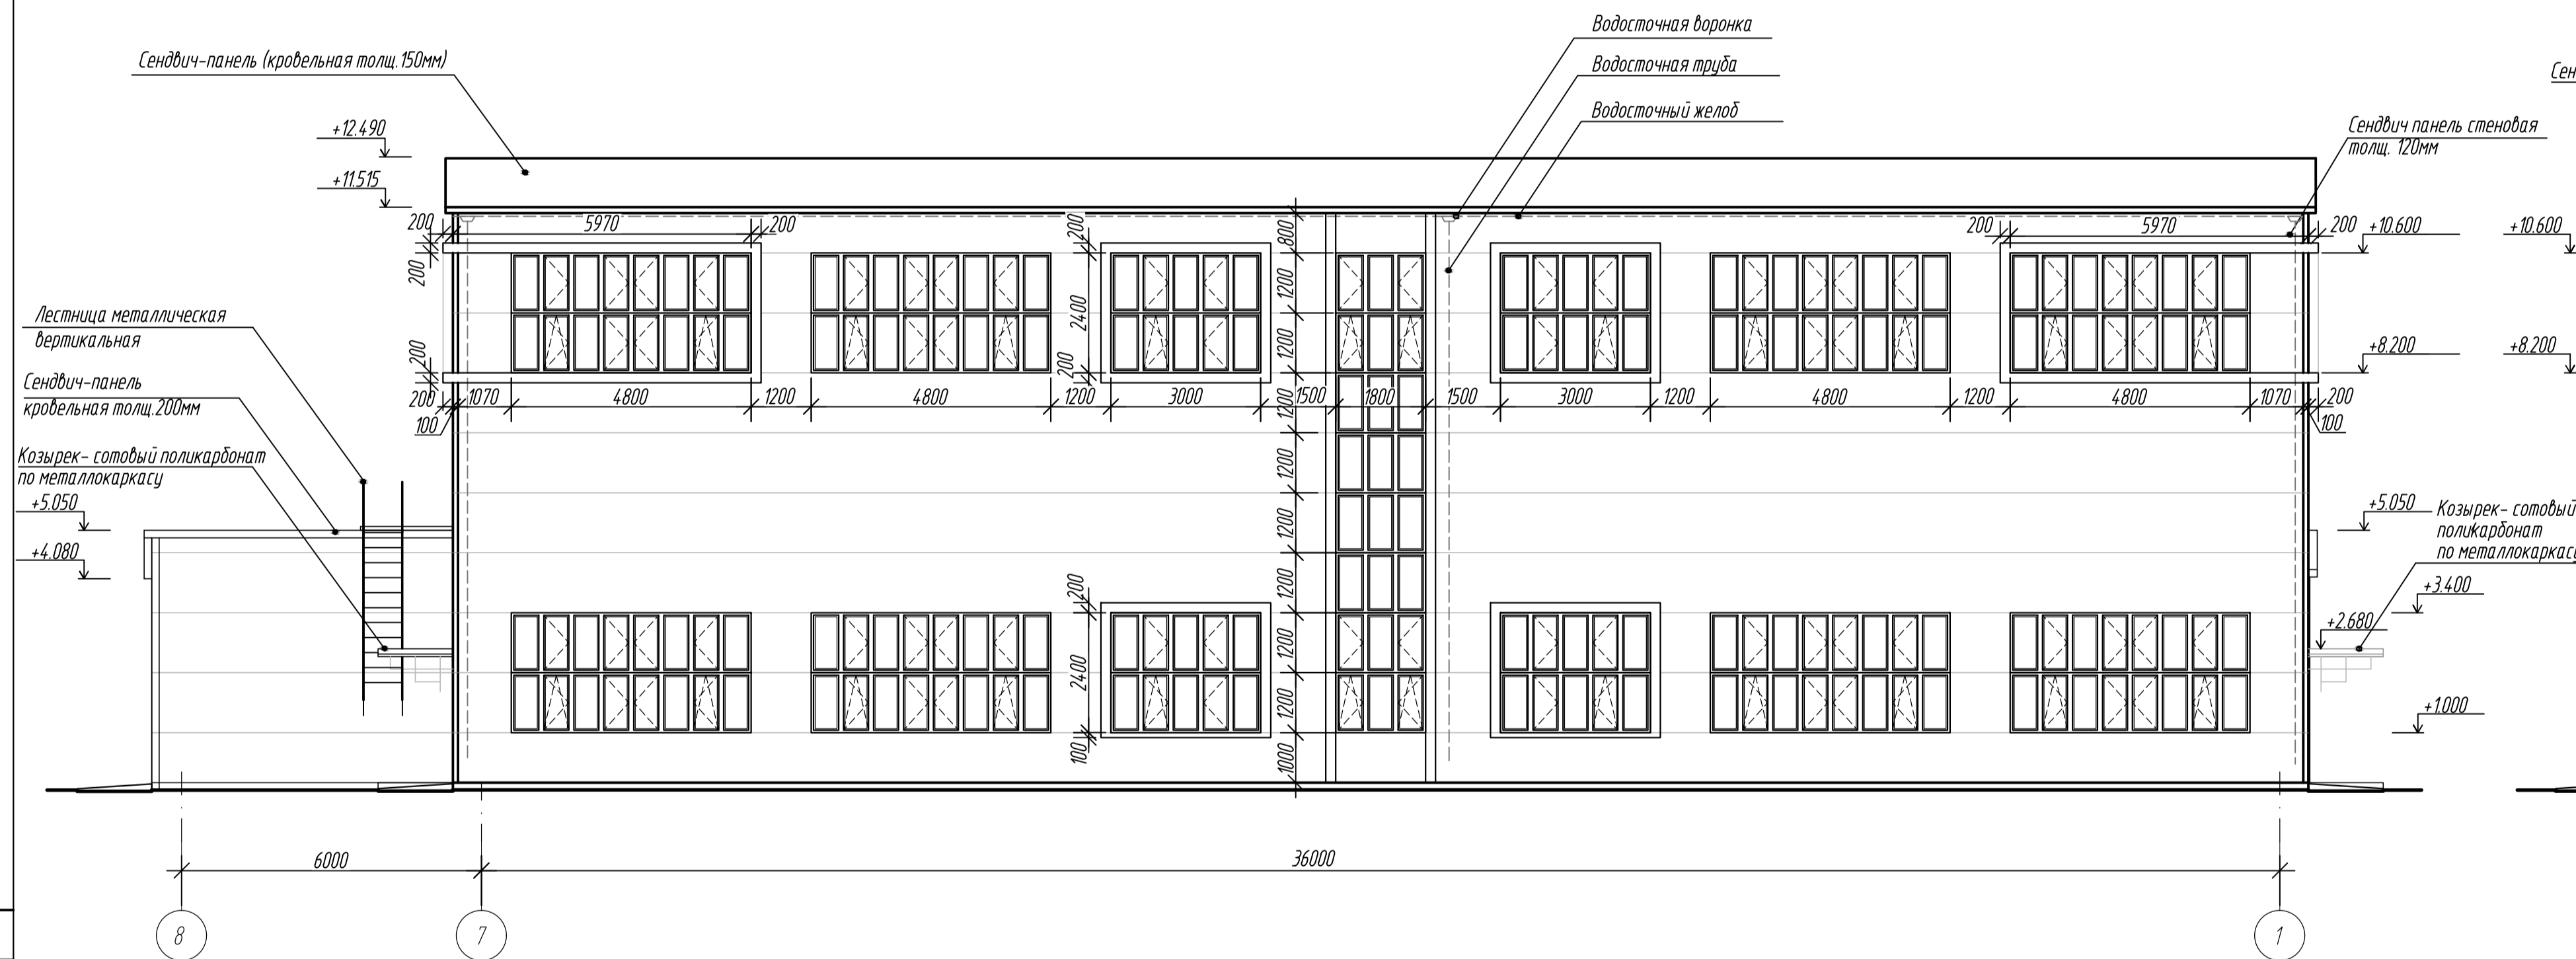 Водосточная воронка
Водосточная труба
Водосточный желоб
Сендвич-панель (кровельная толщ.150мм)
Сен
Сендвич панель стеновая
толщ. 120мм
+12.490
+11.515
200 5970 200 200 800 200 5970 200
+10.600 +10.600
200 1200 2400
Лестница металлическая
вертикальная
200 200 1200
+8.200 +8.200
Сендвич-панель
кровельная толщ.200мм
200 1070 4800 1200 4800 1200 3000 1500 1800 1500 3000 1200 4800 1200 4800 1070 200
100 1200 100
Козырек- сотовый поликарбонат
по металлокаркасу
1200
+5.050 +5.050
Козырек- сотовый
поликарбонат
по металлокаркас
1200
+4.080
200 1200
+3.400
+2.680
2400 1200
1200
+1.000
100 1000
6000 36000
8 7 1